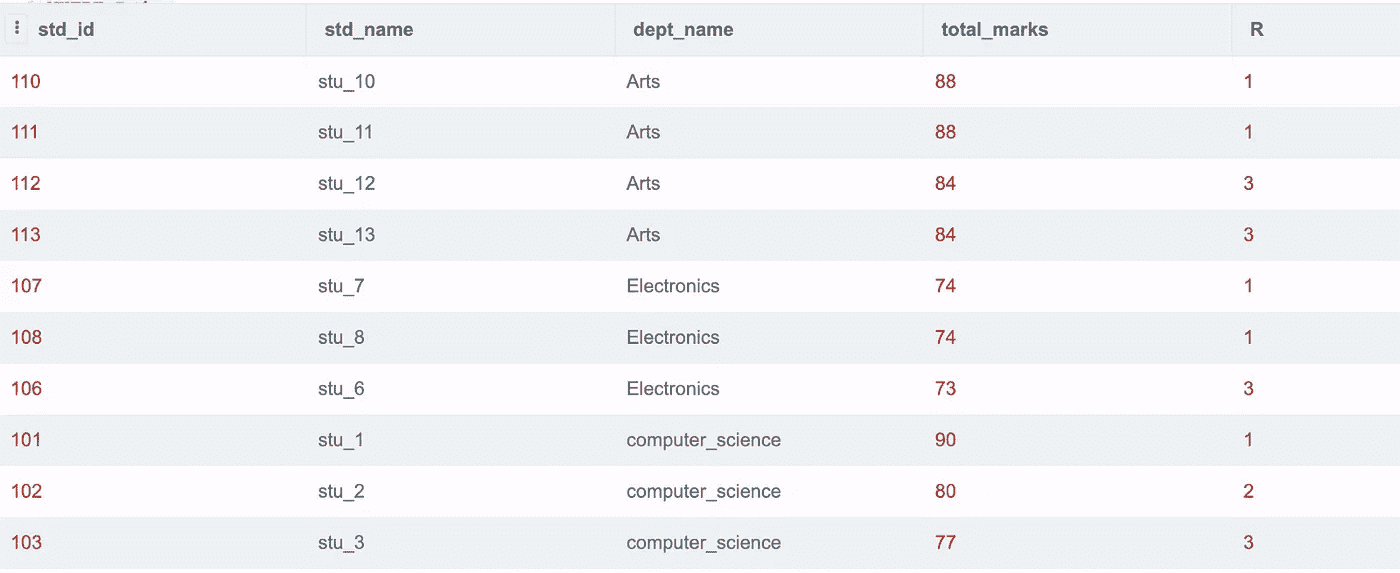 std_id std_name dept_name total_marks R
110 stu_10 Arts 88 1
111 stu_11 Arts 88 1
112 stu_12 Arts 84 3
113 stu_13 Arts 84 3
107 stu_7 Electronics 74 1
108 stu_8 Electronics 74 1
106 stu_6 Electronics 73 3
101 stu_1 computer_science 90 1
102 stu_2 computer_science 80 2
103 stu_3 computer_science 77 3